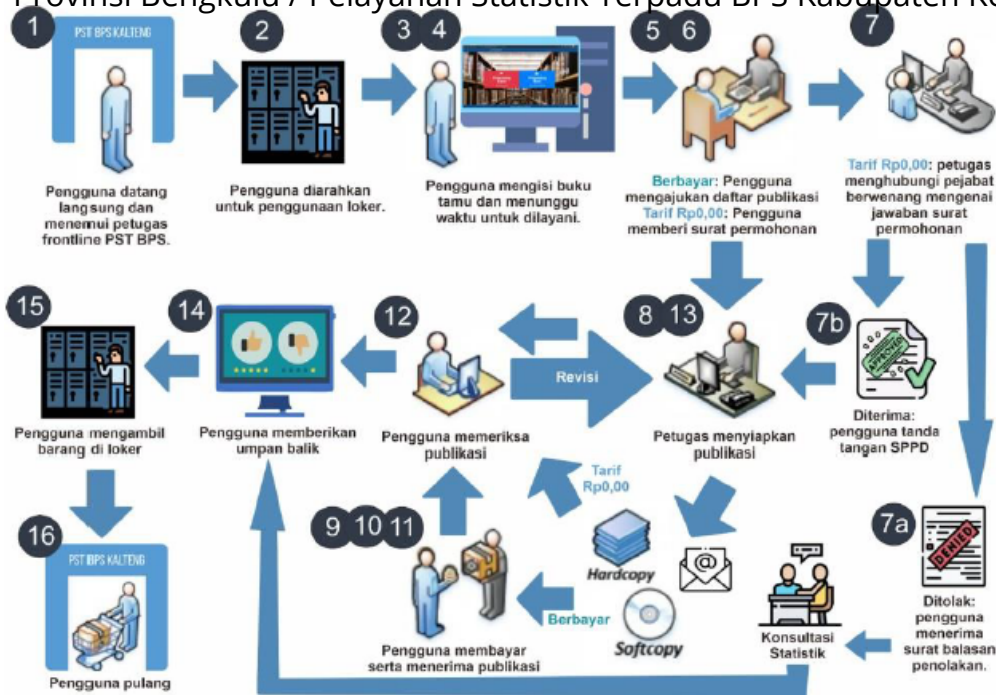 Provinsi Bengkulu / Pelayanan Statistik Terpadu BPS Kabupaten
1
PST BPS KALTENG
Pengguna datang
langsung dan
menemui petugas
frontline PST BPS.
2
Pengguna diarahkan
untuk penggunaan loker.
3 4
Pengguna mengisi buku
tamu dan menunggu
waktu untuk dilayani.
5 6
Berbayar: Pengguna
mengajukan daftar publikasi
Tarif Rp0,00: Pengguna
memberi surat permohonan
7
Tarif Rp0,00: petugas
menghubungi pejabat
berwenang mengenai
jawaban surat
permohonan
7b
APPROVED
Diterima:
pengguna tanda
tangan SPPD
7a
DENIED
Ditolak:
pengguna
menerima
surat balasan
penolakan.
8 13
Petugas menyiapkan
publikasi
Revisi
12
Pengguna memeriksa
publikasi
Tarif
Rp0,00
Hardcopy
Softcopy
Berbayar
9 10 11
Pengguna membayar
serta menerima publikasi
Konsultasi
Statistik
14
Pengguna memberikan
umpan balik
15
Pengguna mengambil
barang di loker
16
PST BPS KALTENG
Pengguna pulang